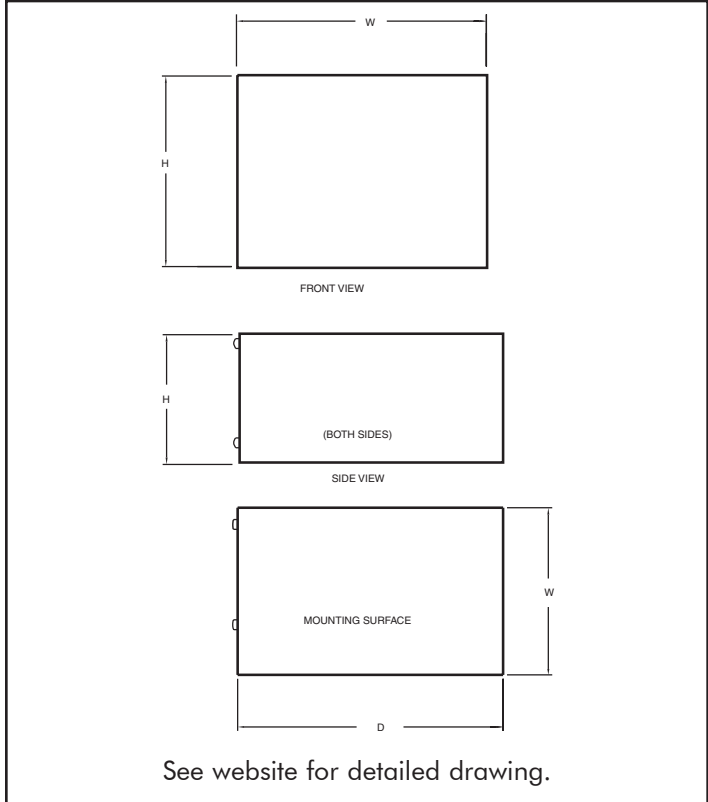 W
H
FRONT VIEW
H
(BOTH SIDES)
SIDE VIEW
W
MOUNTING SURFACE
D
See website for detailed drawing.